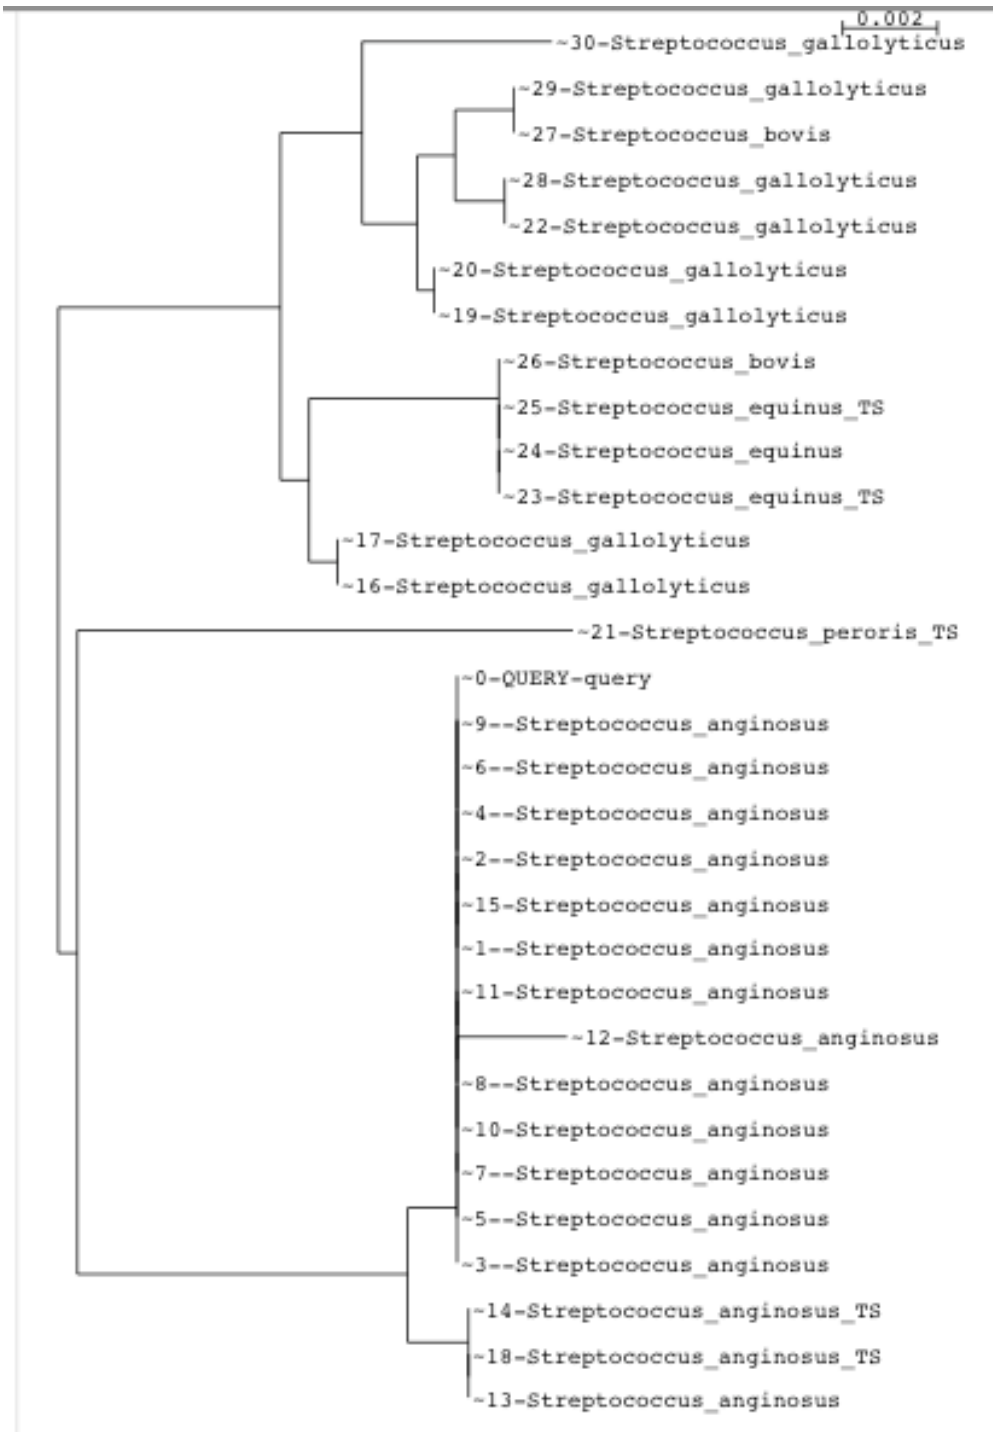 0.002
~30-Streptococcus_gallolyticus
~29-Streptococcus_gallolyticus
~27-Streptococcus_bovis
~28-Streptococcus_gallolyticus
~22-Streptococcus_gallolyticus
~20-Streptococcus_gallolyticus
~19-Streptococcus_gallolyticus
~26-Streptococcus_bovis
~25-Streptococcus_equinus_TS
~24-Streptococcus_equinus
~23-Streptococcus_equinus_TS
~17-Streptococcus_gallolyticus
~16-Streptococcus_gallolyticus
~21-Streptococcus_peroris_TS
~0-QUERY-query
~9--Streptococcus_anginosus
~6--Streptococcus_anginosus
~4--Streptococcus_anginosus
~2--Streptococcus_anginosus
~15-Streptococcus_anginosus
~1--Streptococcus_anginosus
~11-Streptococcus_anginosus
~12-Streptococcus_anginosus
~8--Streptococcus_anginosus
~10-Streptococcus_anginosus
~7--Streptococcus_anginosus
~5--Streptococcus_anginosus
~3--Streptococcus_anginosus
~14-Streptococcus_anginosus_TS
~18-Streptococcus_anginosus_TS
~13-Streptococcus_anginosus